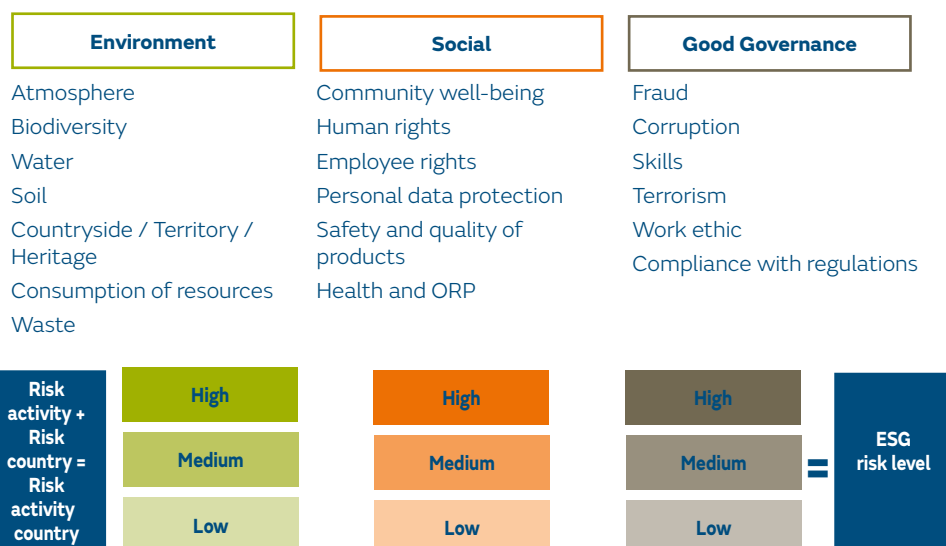 Environment
Social
Good Governance
Atmosphere
Biodiversity
Water
Soil
Countryside / Territory /
Heritage
Consumption of resources
Waste
Community well-being
Human rights
Employee rights
Personal data protection
Safety and quality of
products
Health and ORP
Fraud
Corruption
Skills
Terrorism
Work ethic
Compliance with regulations
Risk
activity +
Risk
country =
Risk
activity
country
High
Medium
Low
High
Medium
Low
High
Medium
Low
=
ESG
risk level